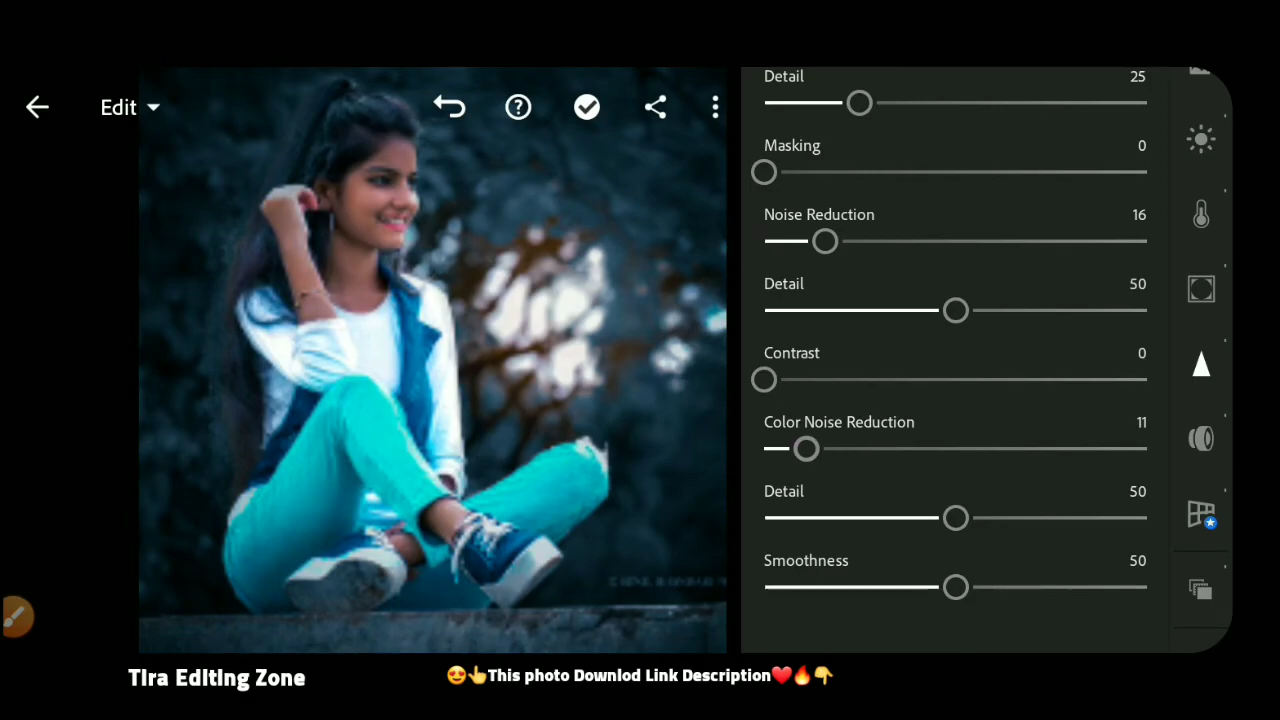 Edit
Detail 25
Masking 0
Noise Reduction 16
Detail 50
Contrast 0
Color Noise Reduction 11
Detail 50
Smoothness 50
Tira Editing Zone
😍👆This photo Downlod Link Description❤️🔥👇